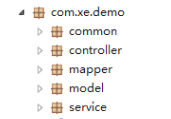 com.xe.demo
common
controller
mapper
model
service